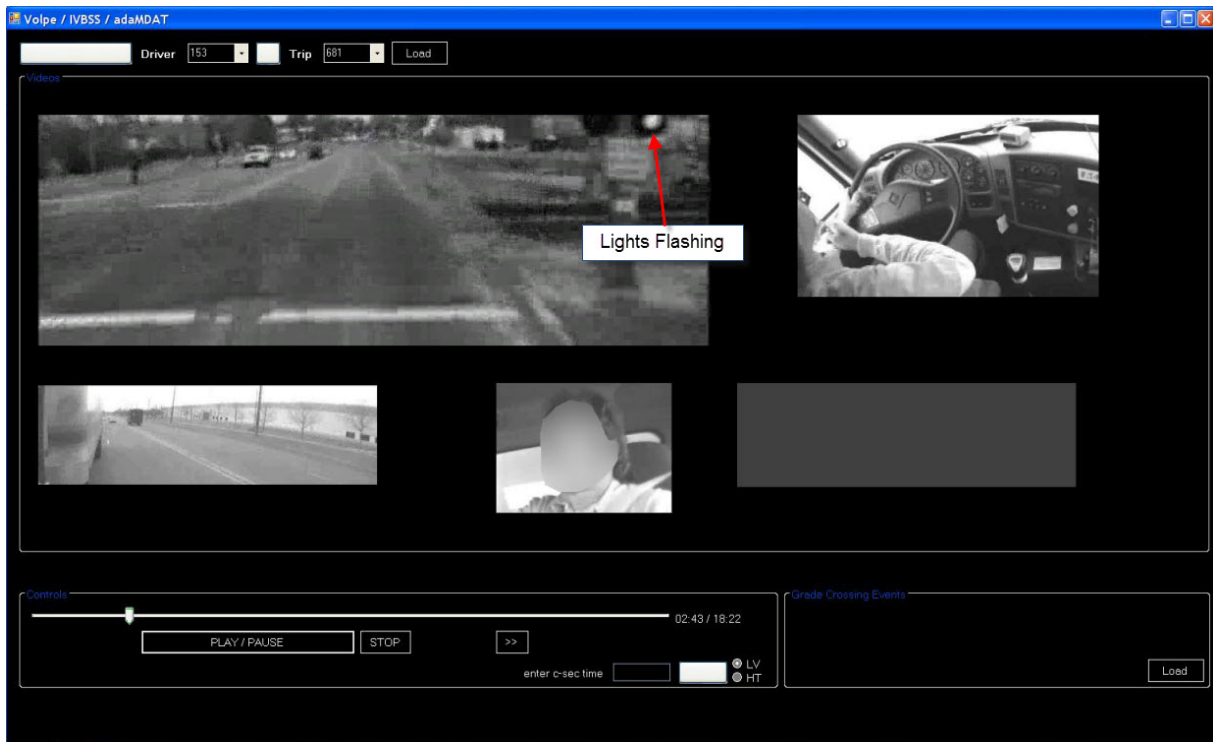 Volpe / IVBSS / adaMDAT
Driver 153 Trip 681 Load
Videos
Lights Flashing
Controls
02:43 / 18:22
PLAY / PAUSE STOP >>
enter c-sec time LV
HT
Grade Crossing Events
Load